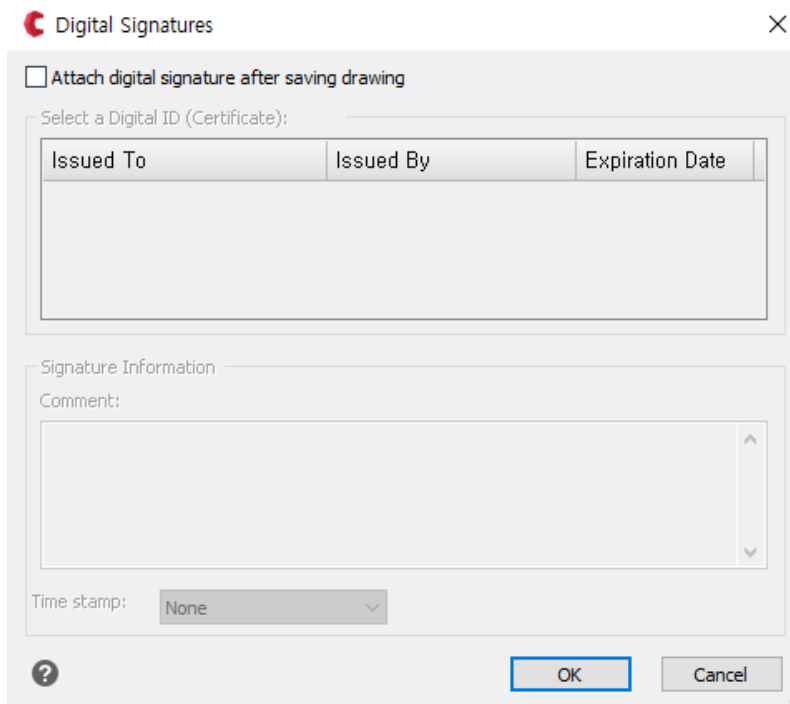 Digital Signatures
Attach digital signature after saving drawing
Select a Digital ID (Certificate):
Issued To Issued By Expiration Date
Signature Information
Comment:
Time stamp: None
OK Cancel